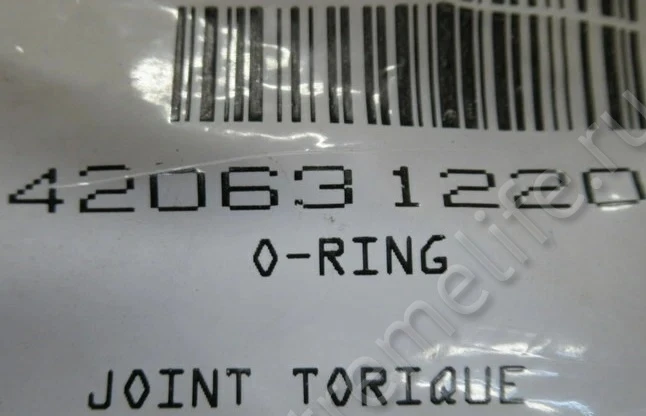 420631220
O-RING
JOINT TORIQUE